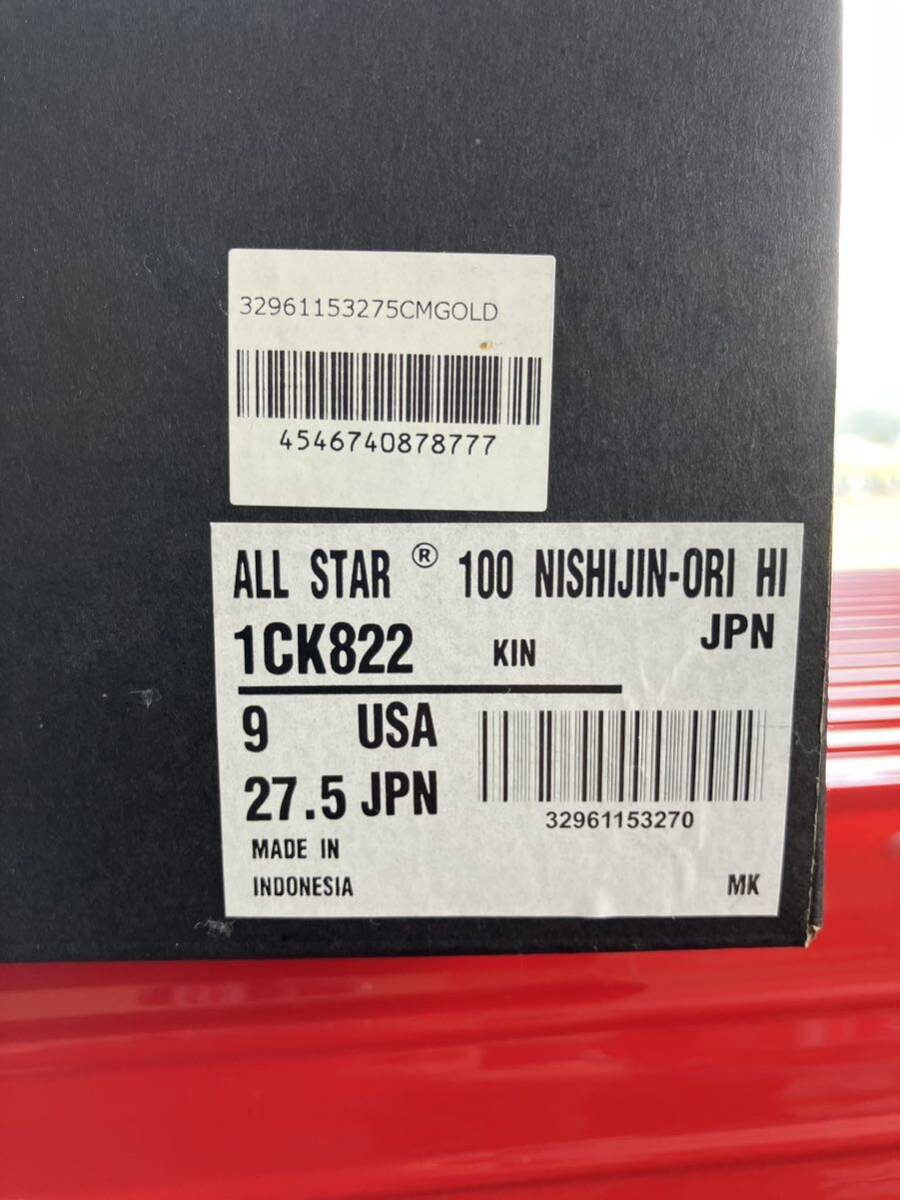 32961153275CMGOLD
4546740878777
ALL STAR ® 100 NISHIJIN-ORI HI
1CK822 KIN JPN
9 USA
27.5 JPN
32961153270
MADE IN
INDONESIA
MK